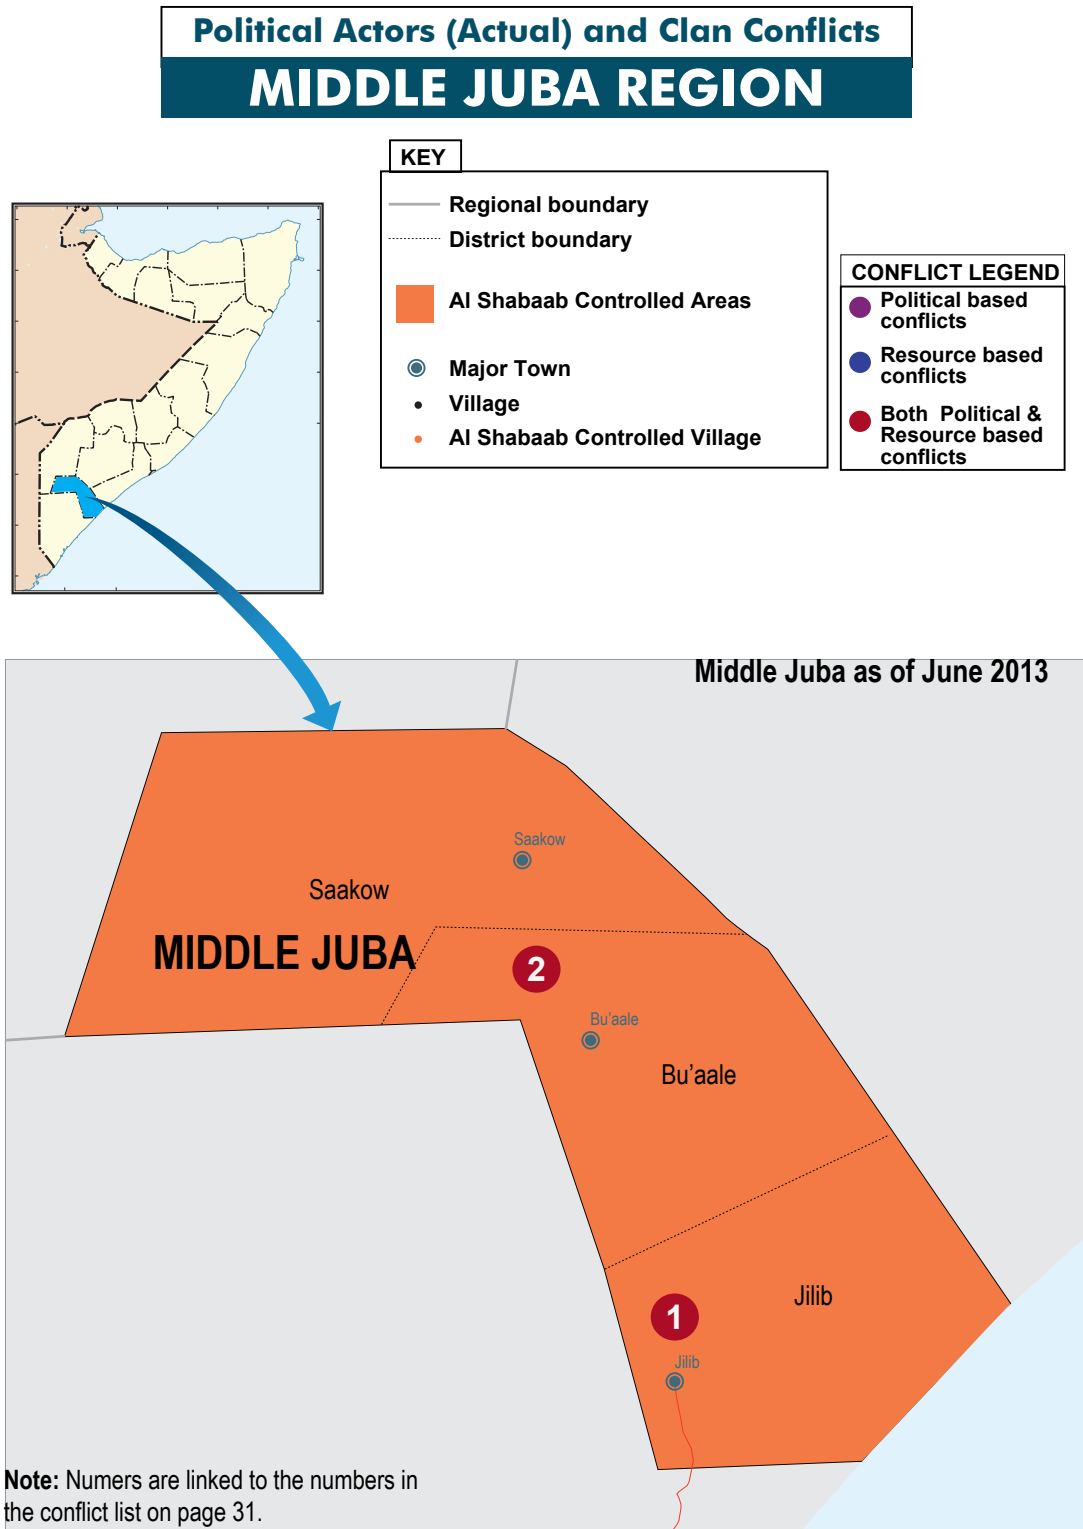 Political Actors (Actual) and Clan Conflicts
MIDDLE JUBA REGION
KEY
Regional boundary
District boundary
Al Shabaab Controlled Areas
Major Town
Village
Al Shabaab Controlled Village
CONFLICT LEGEND
Political based
conflicts
Resource based
conflicts
Both Political &
Resource based
conflicts
Middle Juba as of June 2013
Saakow
Saakow
MIDDLE JUBA
2
Bu'aale
Bu’aale
Jilib
1
Jilib
Note: Numers are linked to the numbers in
the conflict list on page 31.